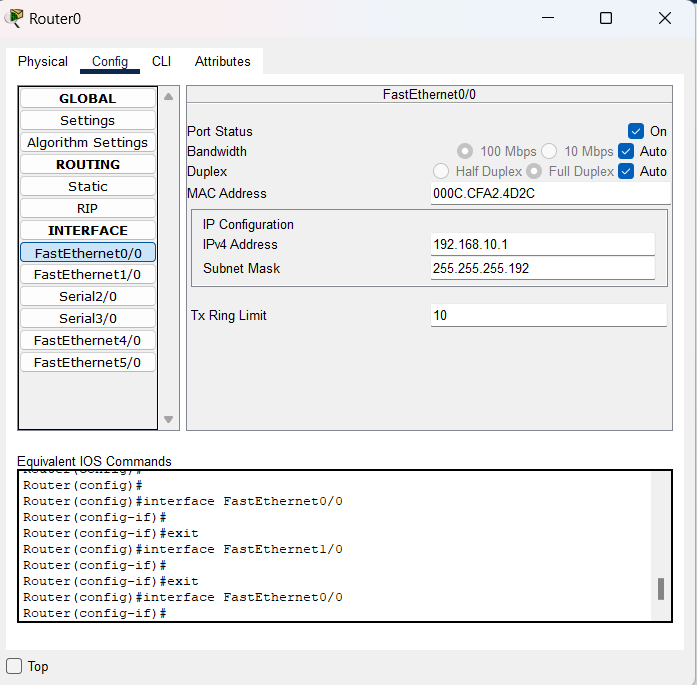 Router0
Physical Config CLI Attributes
GLOBAL
Settings
Algorithm Settings
ROUTING
Static
RIP
INTERFACE
FastEthernet0/0
FastEthernet1/0
Serial2/0
Serial3/0
FastEthernet4/0
FastEthernet5/0
FastEthernet0/0
Port Status On
Bandwidth 100 Mbps 10 Mbps Auto
Duplex Half Duplex Full Duplex Auto
MAC Address 000C.CFA2.4D2C
IP Configuration
IPv4 Address 192.168.10.1
Subnet Mask 255.255.255.192
Tx Ring Limit 10
Equivalent IOS Commands
Router(config)#
Router(config)#
Router(config)#interface FastEthernet0/0
Router(config-if)#
Router(config-if)#exit
Router(config)#interface FastEthernet1/0
Router(config-if)#
Router(config-if)#exit
Router(config)#interface FastEthernet0/0
Router(config-if)#
Top